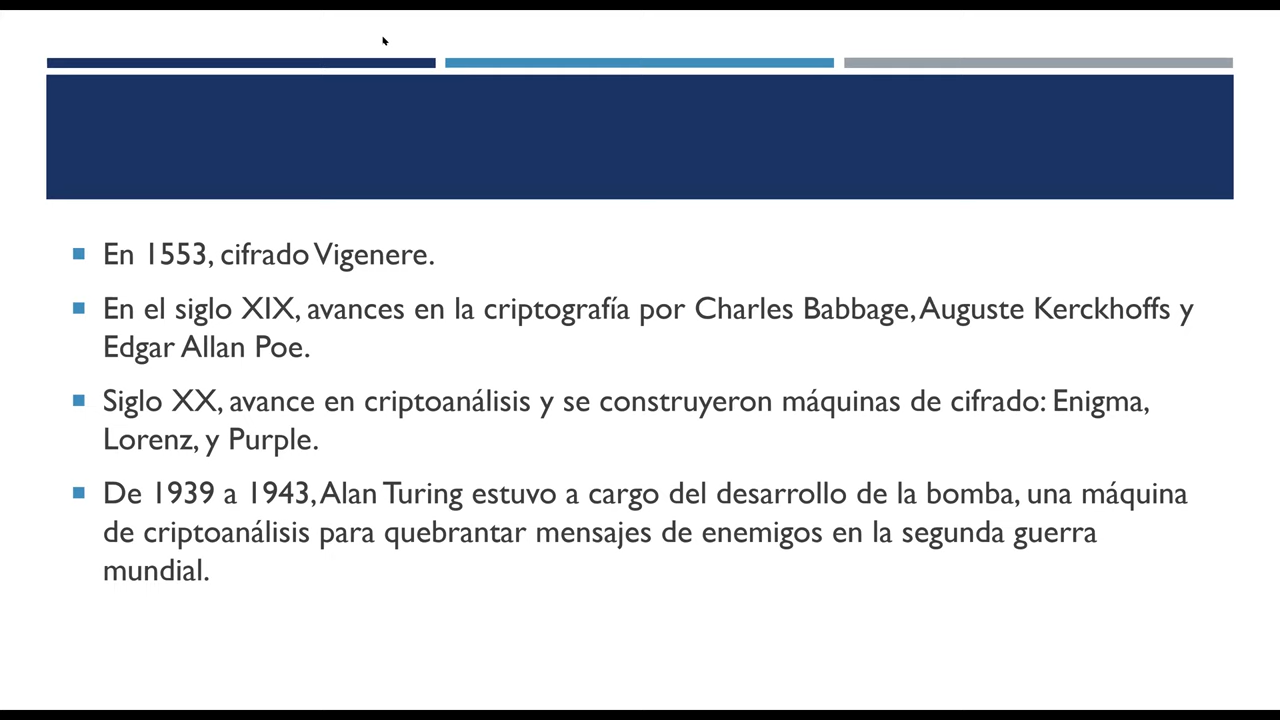 En 1553, cifrado Vigenere.
En el siglo XIX, avances en la criptografía por Charles Babbage, Auguste Kerckhoffs y
Edgar Allan Poe.
Siglo XX, avance en criptoanálisis y se construyeron máquinas de cifrado: Enigma,
Lorenz, y Purple.
De 1939 a 1943, Alan Turing estuvo a cargo del desarrollo de la bomba, una máquina
de criptoanálisis para quebrantar mensajes de enemigos en la segunda guerra
mundial.